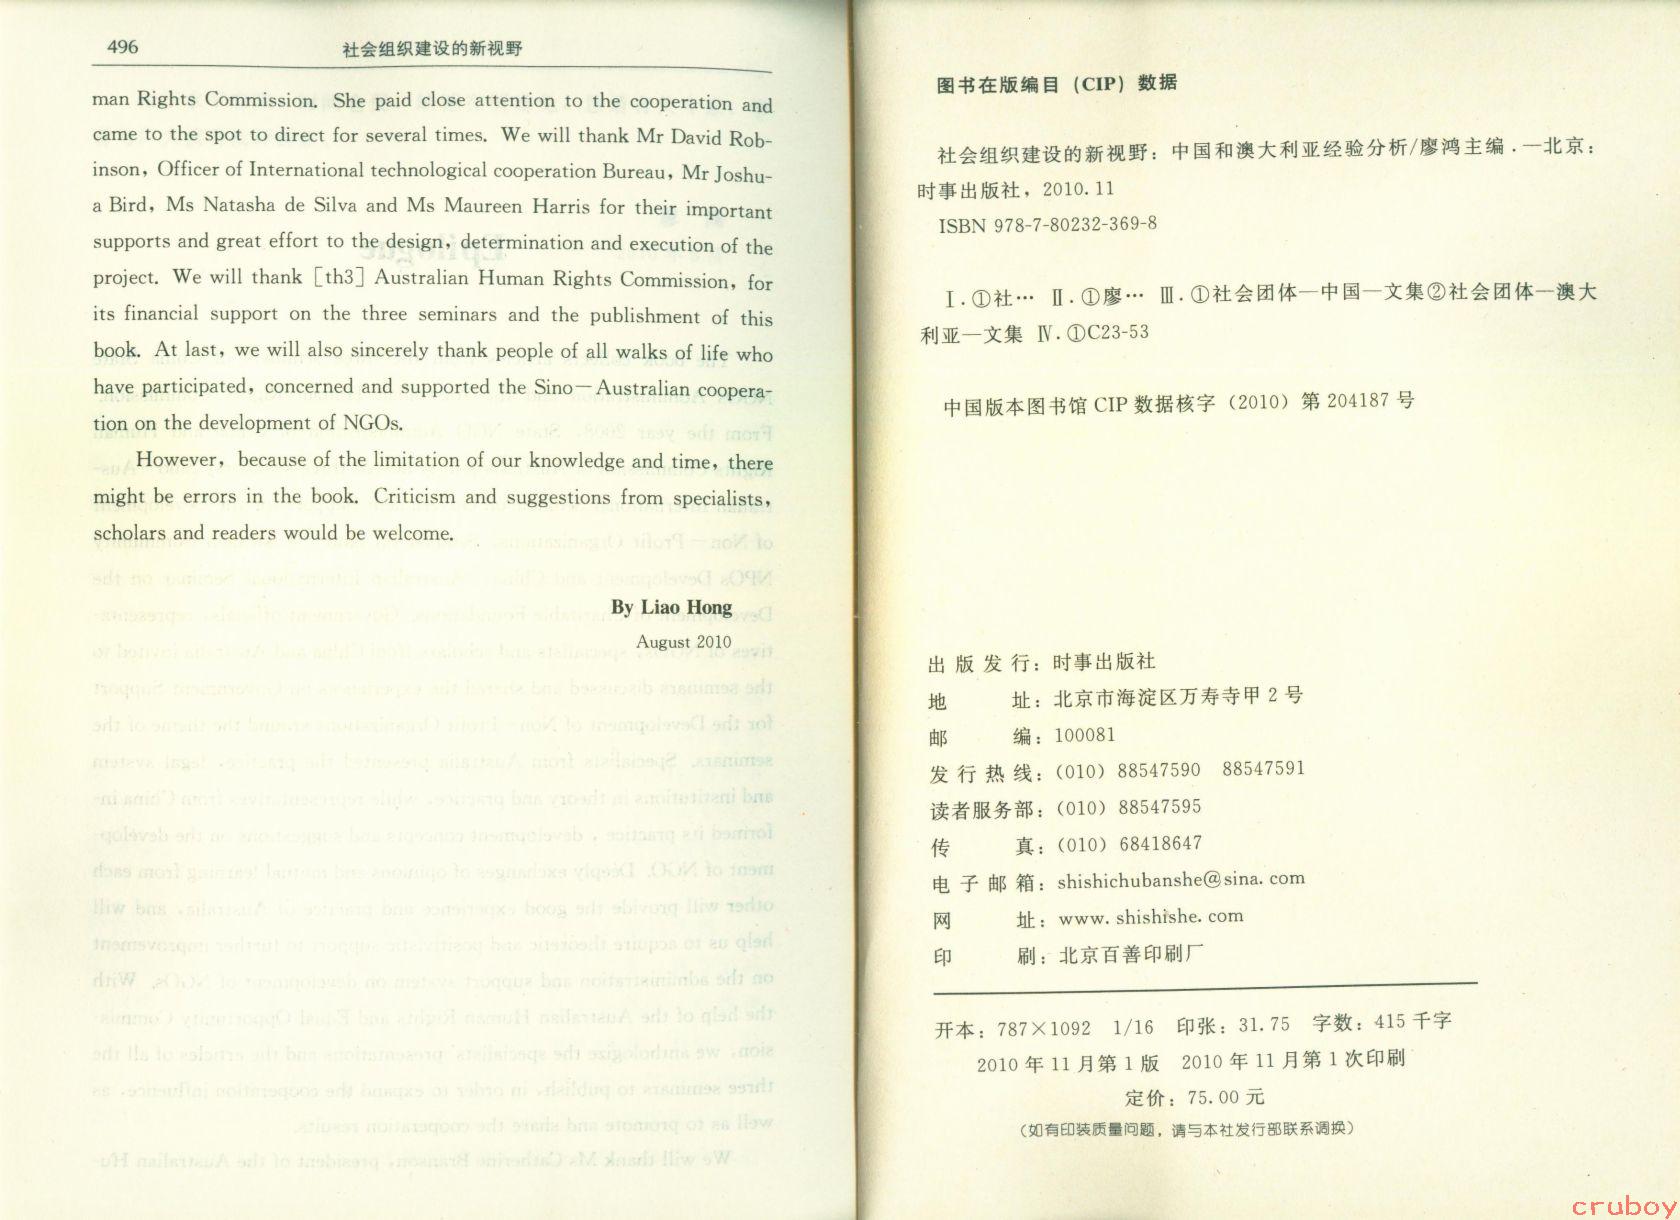 496
社会组织建设的新视野
man Rights Commission. She paid close attention to the cooperation and
came to the spot to direct for several times. We will thank Mr David Rob-
inson, Officer of International technological cooperation Bureau, Mr Joshu-
a Bird, Ms Natasha de Silva and Ms Maureen Harris for their important
supports and great effort to the design, determination and execution of the
project. We will thank [th3] Australian Human Rights Commission, for
its financial support on the three seminars and the publishment of this
book. At last, we will also sincerely thank people of all walks of life who
have participated, concerned and supported the Sino—Australian coopera-
tion on the development of NGOs.
However, because of the limitation of our knowledge and time, there
might be errors in the book. Criticism and suggestions from specialists,
scholars and readers would be welcome.
By Liao Hong
August 2010
图书在版编目（CIP）数据
社会组织建设的新视野：中国和澳大利亚经验分析/廖鸿主编.—北京：
时事出版社，2010.11
ISBN 978-7-80232-369-8
Ⅰ.①社… Ⅱ.①廖… Ⅲ.①社会团体—中国—文集②社会团体—澳大
利亚—文集 Ⅳ.①C23-53
中国版本图书馆 CIP 数据核字（2010）第 204187 号
出版发行：时事出版社
地址：北京市海淀区万寿寺甲 2 号
邮编：100081
发行热线：（010）88547590 88547591
读者服务部：（010）88547595
传真：（010）68418647
电子邮箱：shishichubanshe@sina.com
网址：www.shishishe.com
印刷：北京百善印刷厂
开本：787×1092 1/16 印张：31.75 字数：415 千字
2010 年 11 月第 1 版 2010 年 11 月第 1 次印刷
定价：75.00 元
（如有印装质量问题，请与本社发行部联系调换）
cruboy